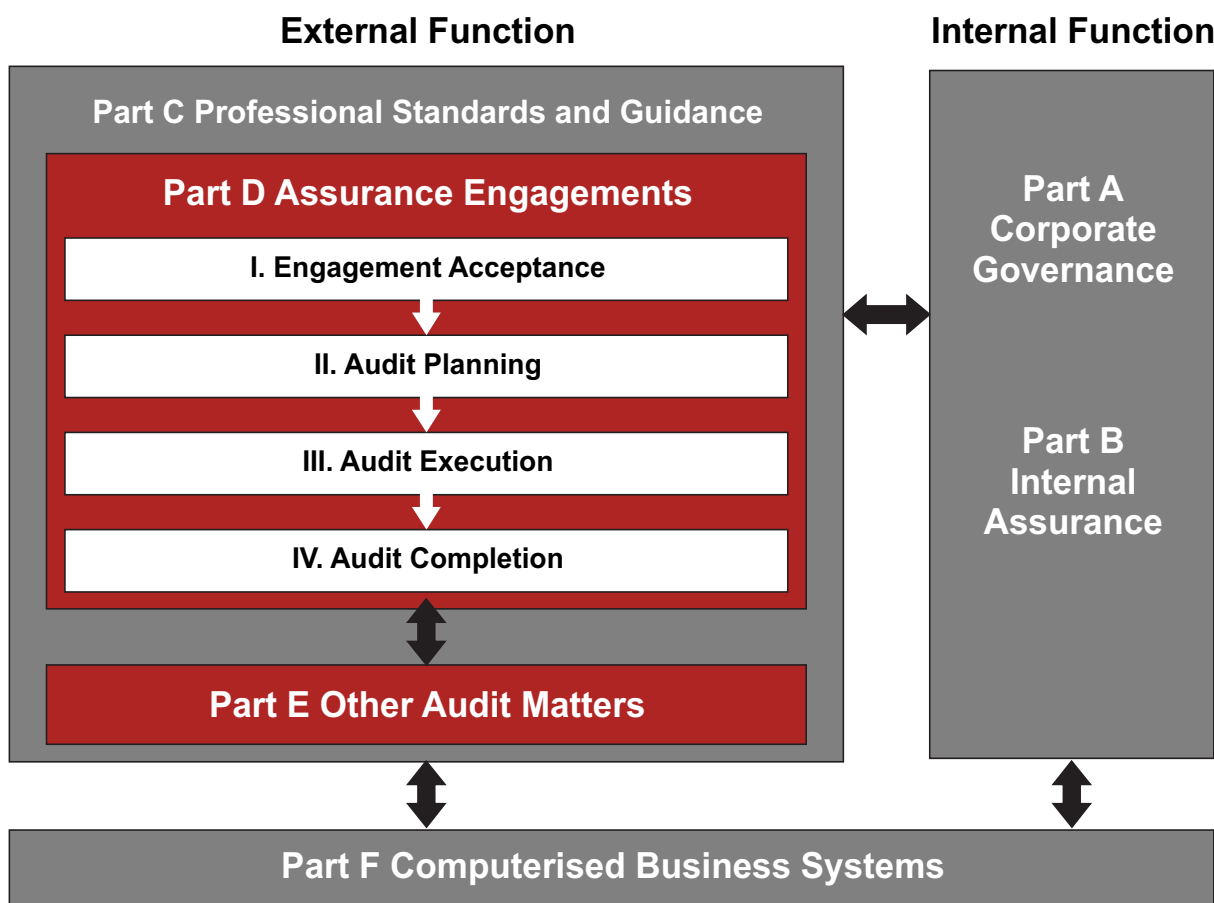 External Function
Internal Function
Part C Professional Standards and Guidance
Part D Assurance Engagements
I. Engagement Acceptance
II. Audit Planning
III. Audit Execution
IV. Audit Completion
Part E Other Audit Matters
Part A
Corporate
Governance
Part B
Internal
Assurance
Part F Computerised Business Systems